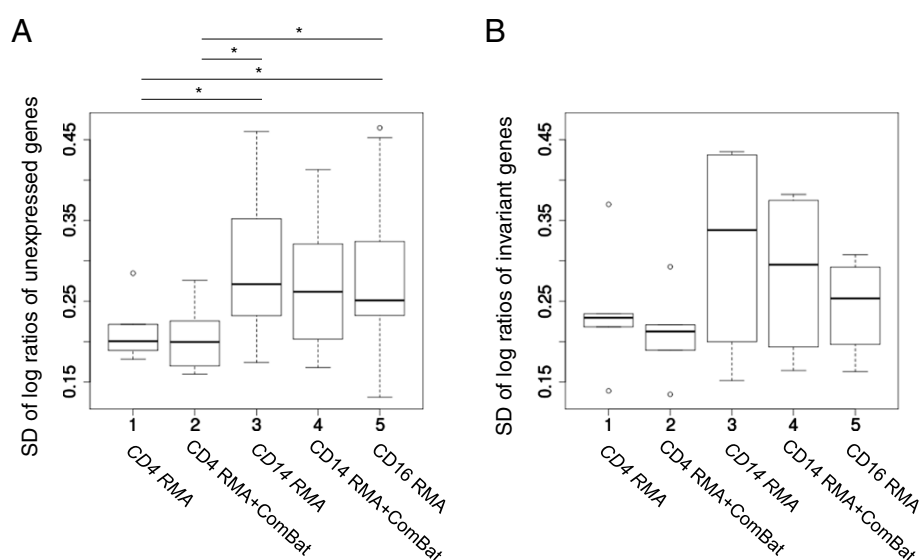 A
B
*
*
*
*
SD of log ratios of unexpressed genes
0.45
0.35
0.25
0.15
1
2
3
4
5
CD4 RMA
CD4 RMA+ComBat
CD14 RMA
CD14 RMA+ComBat
CD16 RMA
SD of log ratios of invariant genes
0.45
0.35
0.25
0.15
1
2
3
4
5
CD4 RMA
CD4 RMA+ComBat
CD14 RMA
CD14 RMA+ComBat
CD16 RMA